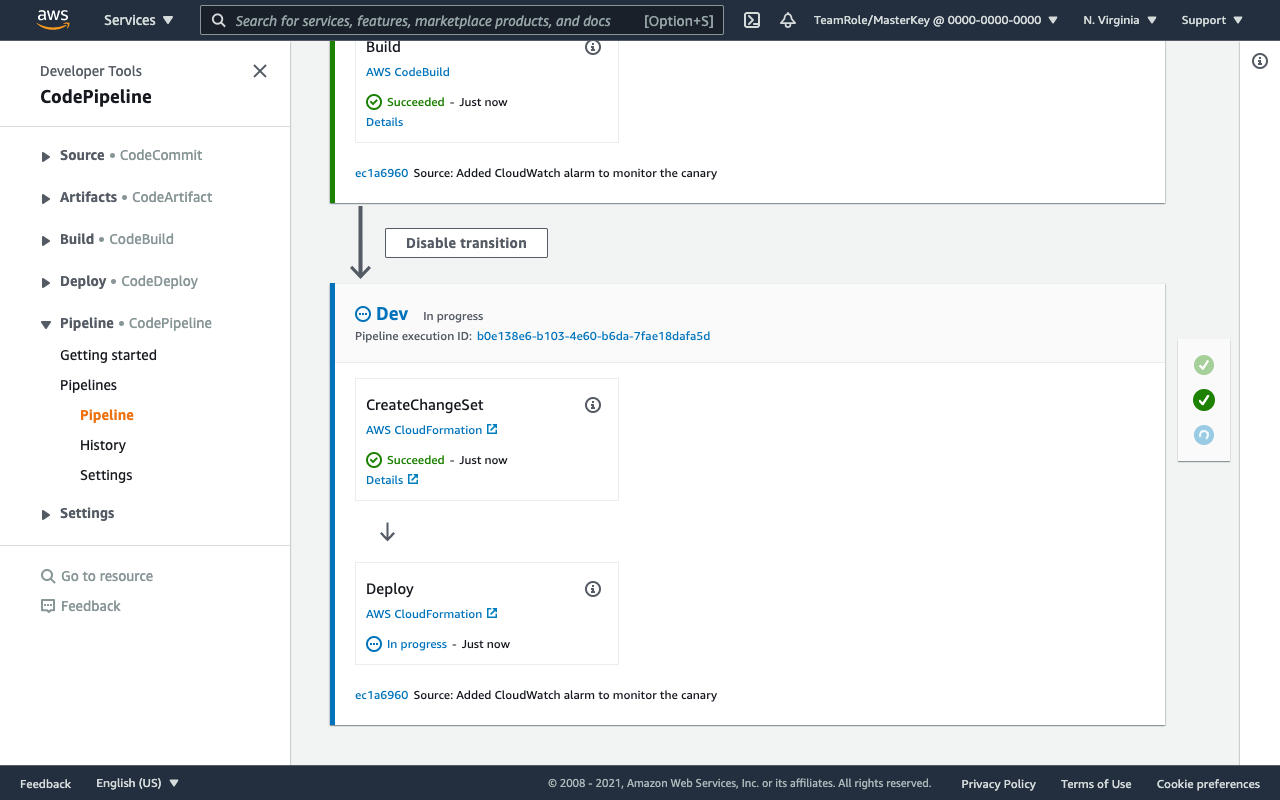 aws
Services
Search for services, features, marketplace products, and docs [Option+S]
TeamRole/MasterKey @ 0000-0000-0000
N. Virginia
Support
Developer Tools
CodePipeline
Source • CodeCommit
Artifacts • CodeArtifact
Build • CodeBuild
Deploy • CodeDeploy
Pipeline • CodePipeline
Getting started
Pipelines
Pipeline
History
Settings
Settings
Go to resource
Feedback
Build
AWS CodeBuild
Succeeded - Just now
Details
ec1a6960 Source: Added CloudWatch alarm to monitor the canary
Disable transition
Dev In progress
Pipeline execution ID: b0e138e6-b103-4e60-b6da-7fae18dafa5d
CreateChangeSet
AWS CloudFormation
Succeeded - Just now
Details
Deploy
AWS CloudFormation
In progress - Just now
ec1a6960 Source: Added CloudWatch alarm to monitor the canary
Feedback
English (US)
© 2008 - 2021, Amazon Web Services, Inc. or its affiliates. All rights reserved.
Privacy Policy
Terms of Use
Cookie preferences